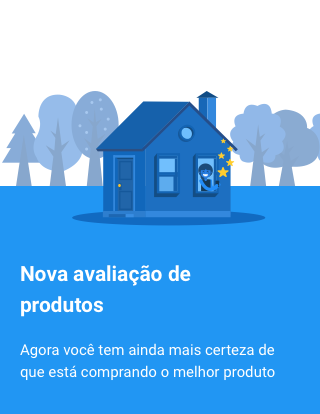 Nova avaliação de
produtos
Agora você tem ainda mais certeza de
que está comprando o melhor produto